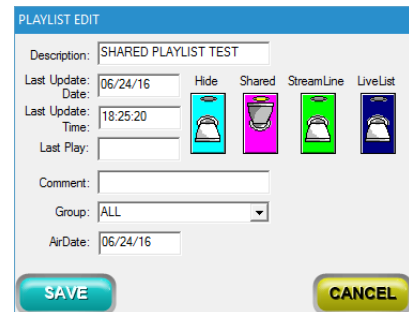 PLAYLIST EDIT
Description: SHARED PLAYLIST TEST
Last Update: 06/24/16 Hide Shared StreamLine LiveList
Date:
Last Update: 18:25:20
Time:
Last Play:
Comment:
Group: ALL
AirDate: 06/24/16
SAVE CANCEL